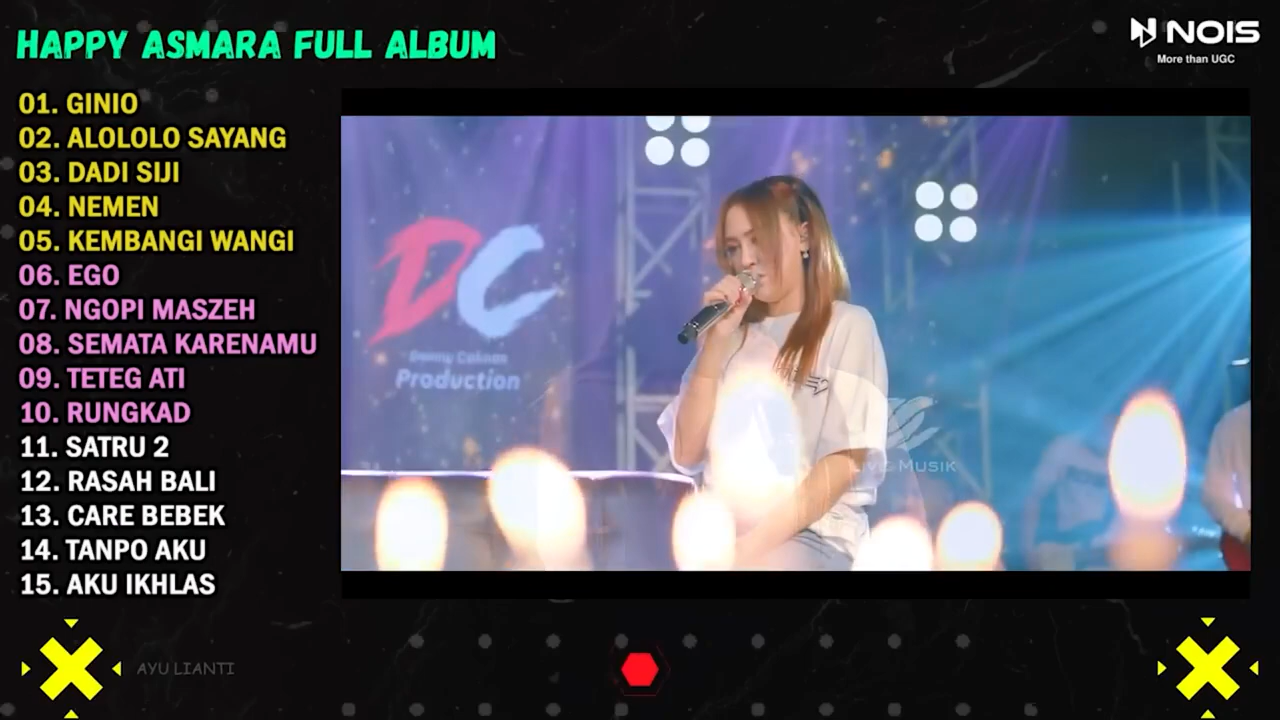 HAPPY ASMARA FULL ALBUM
NOIS
More than UGC
01. GINIO
02. ALOLOLO SAYANG
03. DADI SIJI
04. NEMEN
05. KEMBANGI WANGI
06. EGO
07. NGOPI MASZEH
08. SEMATA KARENAMU
09. TETEG ATI
10. RUNGKAD
11. SATRU 2
12. RASAH BALI
13. CARE BEBEK
14. TANPO AKU
15. AKU IKHLAS
DC
Production
LIVE MUSIK
AYU LIANTI